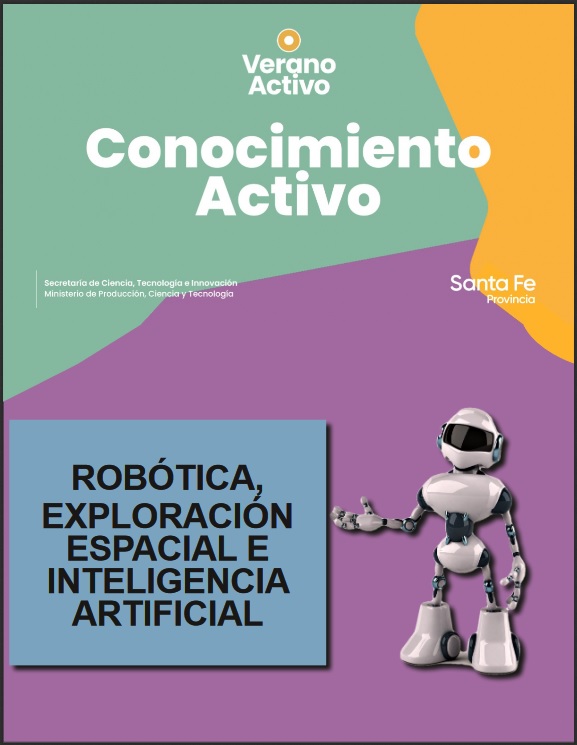 Verano
Activo
Conocimiento
Activo
Secretaría de Ciencia, Tecnología e Innovación
Ministerio de Producción, Ciencia y Tecnología
Santa Fe
Provincia
ROBÓTICA,
EXPLORACIÓN
ESPACIAL E
INTELIGENCIA
ARTIFICIAL